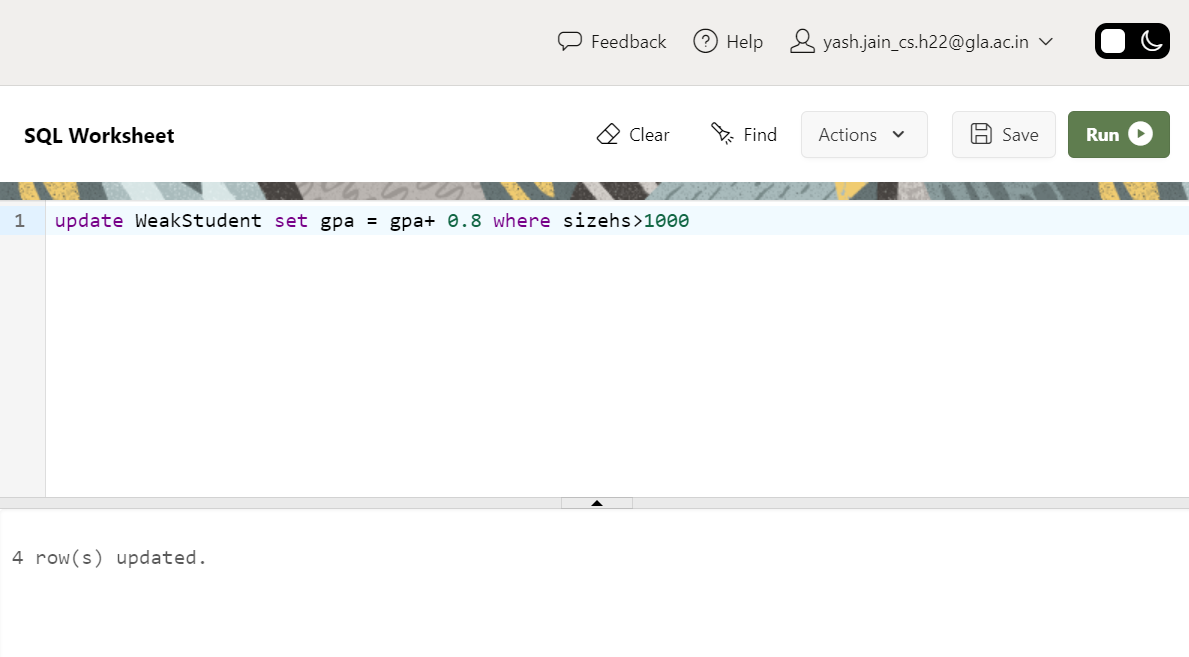 Feedback ? Help yash.jain_cs.h22@gla.ac.in
SQL Worksheet Clear Find Actions Save Run
1 update WeakStudent set gpa = gpa+ 0.8 where sizehs>1000
4 row(s) updated.